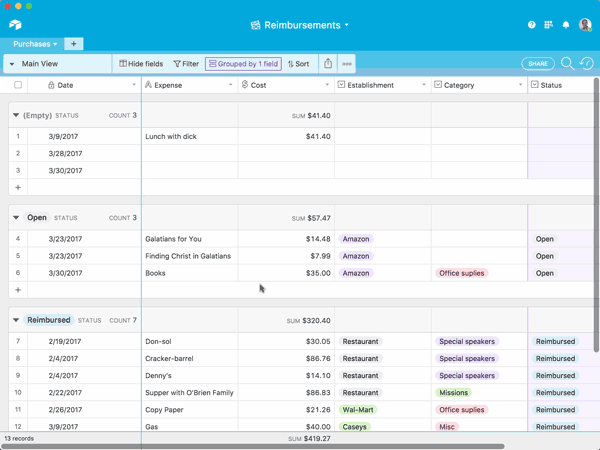 Reimbursements
Purchases +
Main View Hide fields Filter Grouped by 1 field Sort SHARE
Date Expense Cost Establishment Category Status
(Empty) STATUS COUNT 3 SUM $41.40
1 3/9/2017 Lunch with dick $41.40
2 3/28/2017
3 3/30/2017
+
Open STATUS COUNT 3 SUM $57.47
4 3/23/2017 Galatians for You $14.48 Amazon Open
5 3/23/2017 Finding Christ in Galatians $7.99 Amazon Open
6 3/30/2017 Books $35.00 Amazon Office suplies Open
+
Reimbursed STATUS COUNT 7 SUM $320.40
7 2/19/2017 Don-sol $30.05 Restaurant Special speakers Reimbursed
8 2/4/2017 Cracker-barrel $86.76 Restaurant Special speakers Reimbursed
9 2/4/2017 Denny's $14.10 Restaurant Special speakers Reimbursed
10 2/22/2017 Supper with O'Brien Family $86.83 Restaurant Missions Reimbursed
11 2/26/2017 Copy Paper $21.26 Wal-Mart Office suplies Reimbursed
12 3/9/2017 Gas $40.00 Caseys Misc Reimbursed
13 records SUM $419.27